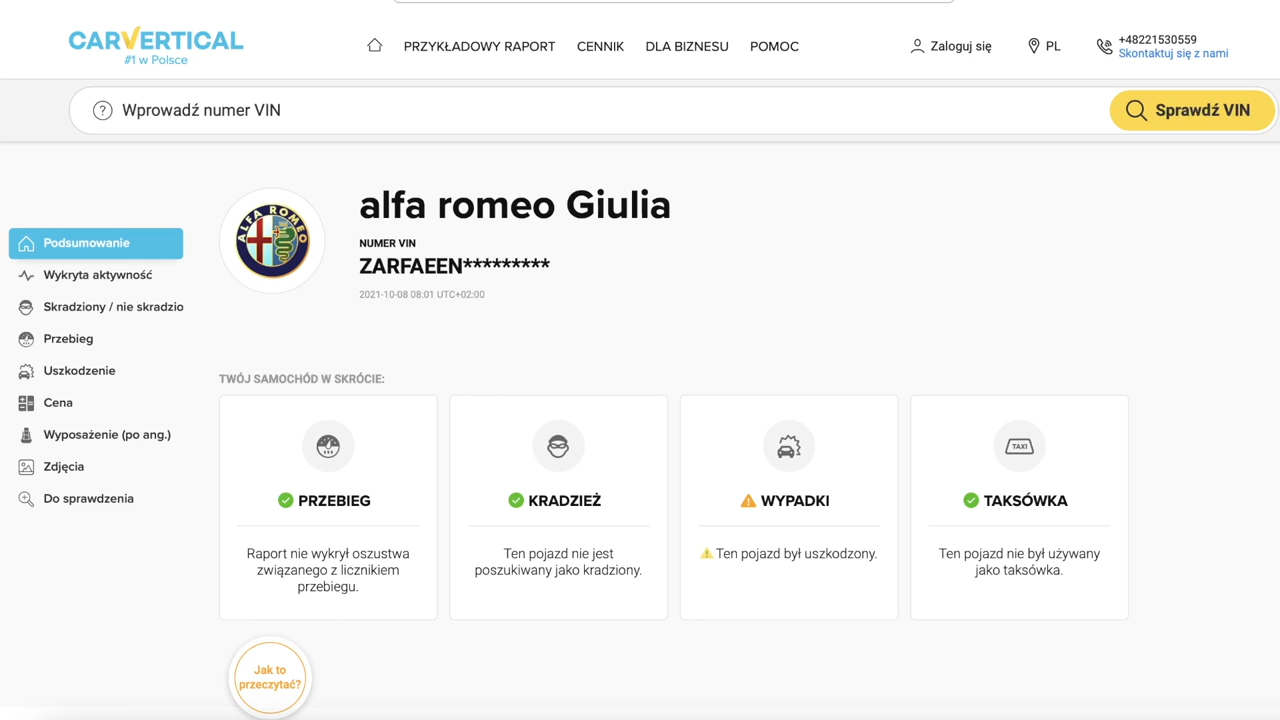 CARVERTICAL
#1 w Polsce
PRZYKŁADOWY RAPORT
CENNIK
DLA BIZNESU
POMOC
Zaloguj się
PL
+48221530559
Skontaktuj się z nami
? Wprowadź numer VIN
Sprawdź VIN
Podsumowanie
Wykryta aktywność
Skradziony / nie skradzio
Przebieg
Uszkodzenie
Cena
Wyposażenie (po ang.)
Zdjęcia
Do sprawdzenia
ALFA ROMEO
alfa romeo Giulia
NUMER VIN
ZARFAEEN*********
2021-10-08 08:01 UTC+02:00
TWÓJ SAMOCHÓD W SKRÓCIE:
PRZEBIEG
Raport nie wykrył oszustwa
związanego z licznikiem
przebiegu.
KRADZIEŻ
Ten pojazd nie jest
poszukiwany jako kradziony.
WYPADKI
Ten pojazd był uszkodzony.
TAXI
TAKSÓWKA
Ten pojazd nie był używany
jako taksówka.
Jak to
przeczytać?